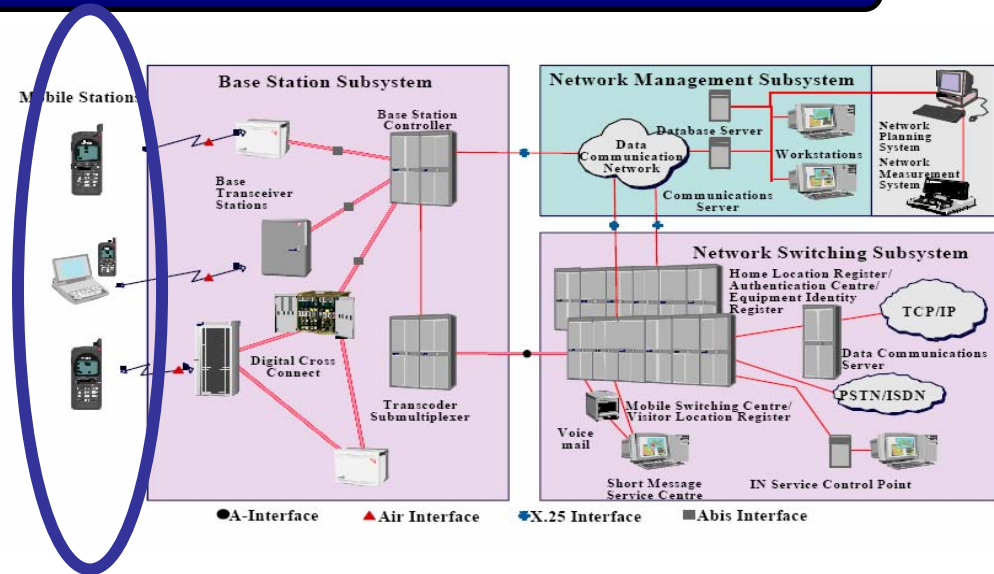 Mobile Stations
Base Station Subsystem
Base Station
Controller
Base
Transceiver
Stations
Digital Cross
Connect
Transcoder
Submultiplexer
Network Management Subsystem
Database Server
Data
Communication
Network
Workstations
Communications
Server
Network
Planning
System
Network
Measurement
System
Network Switching Subsystem
Home Location Register/
Authentication Centre/
Equipment Identity
Register
TCP/IP
Data Communications
Server
PSTN/ISDN
Mobile Switching Centre/
Visitor Location Register
Voice
mail
Short Message
Service Centre
IN Service Control Point
A-Interface
Air Interface
X.25 Interface
Abis Interface